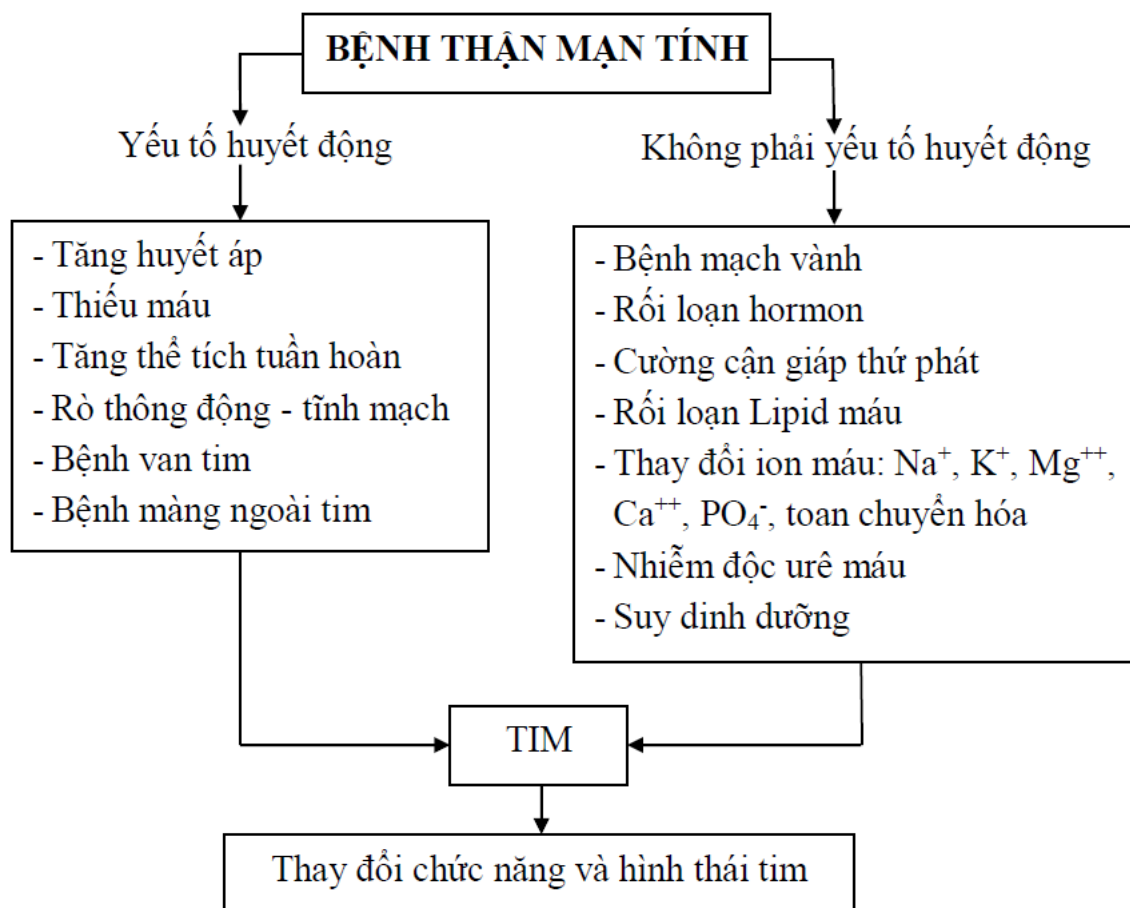 BỆNH THẬN MẠN TÍNH
Yếu tố huyết động
Không phải yếu tố huyết động
- Tăng huyết áp
- Thiếu máu
- Tăng thể tích tuần hoàn
- Rò thông động - tĩnh mạch
- Bệnh van tim
- Bệnh màng ngoài tim
- Bệnh mạch vành
- Rối loạn hormon
- Cường cận giáp thứ phát
- Rối loạn Lipid máu
- Thay đổi ion máu: Na⁺, K⁺, Mg⁺⁺,
Ca⁺⁺, PO₄⁻, toan chuyển hóa
- Nhiễm độc urê máu
- Suy dinh dưỡng
TIM
Thay đổi chức năng và hình thái tim